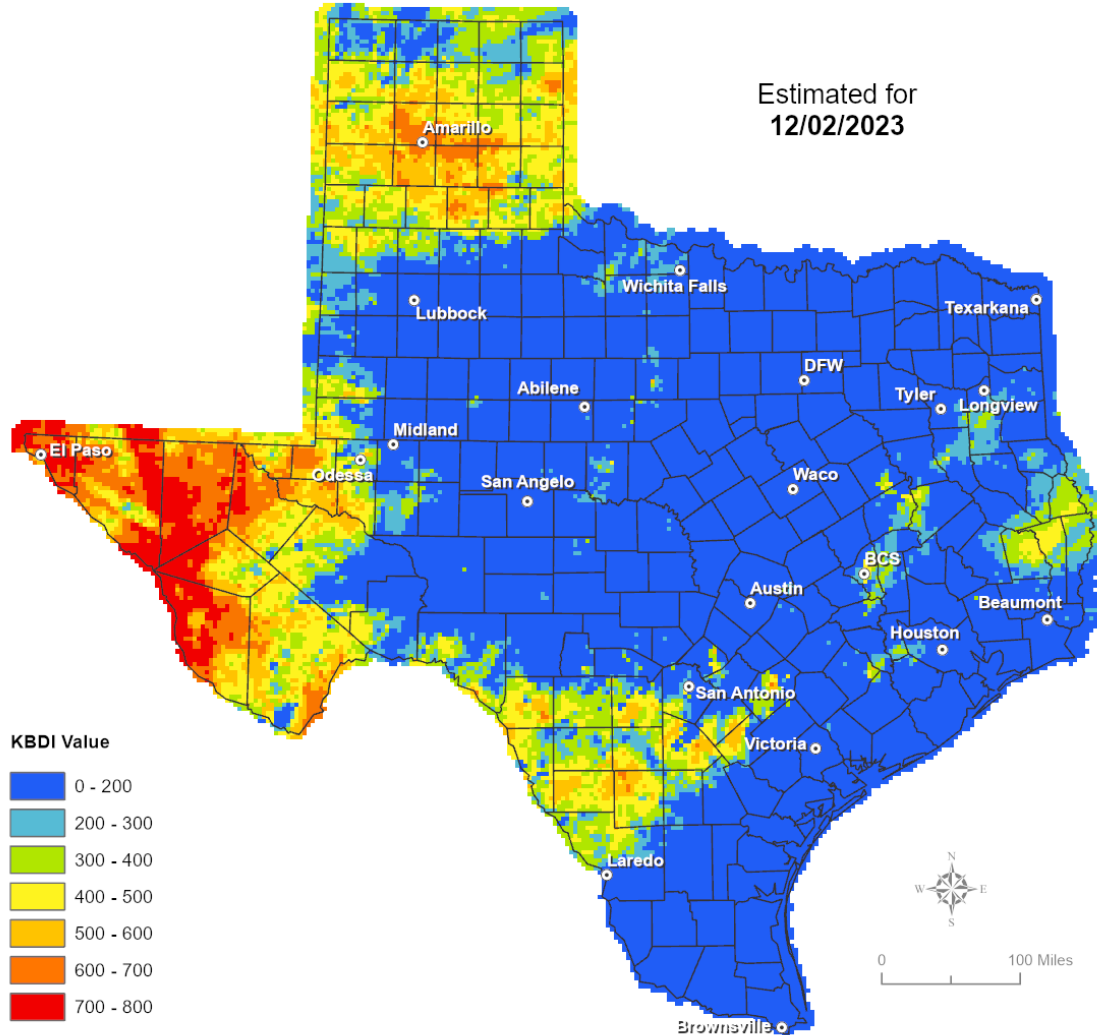 Estimated for
12/02/2023
Amarillo
Wichita Falls
Lubbock
Texarkana
DFW
Abilene
Tyler
Longview
Midland
El Paso
Odessa
San Angelo
Waco
BCS
Austin
Beaumont
Houston
San Antonio
Victoria
Laredo
Brownsville
KBDI Value
0 - 200
200 - 300
300 - 400
400 - 500
500 - 600
600 - 700
700 - 800
N
W E
S
0 100 Miles